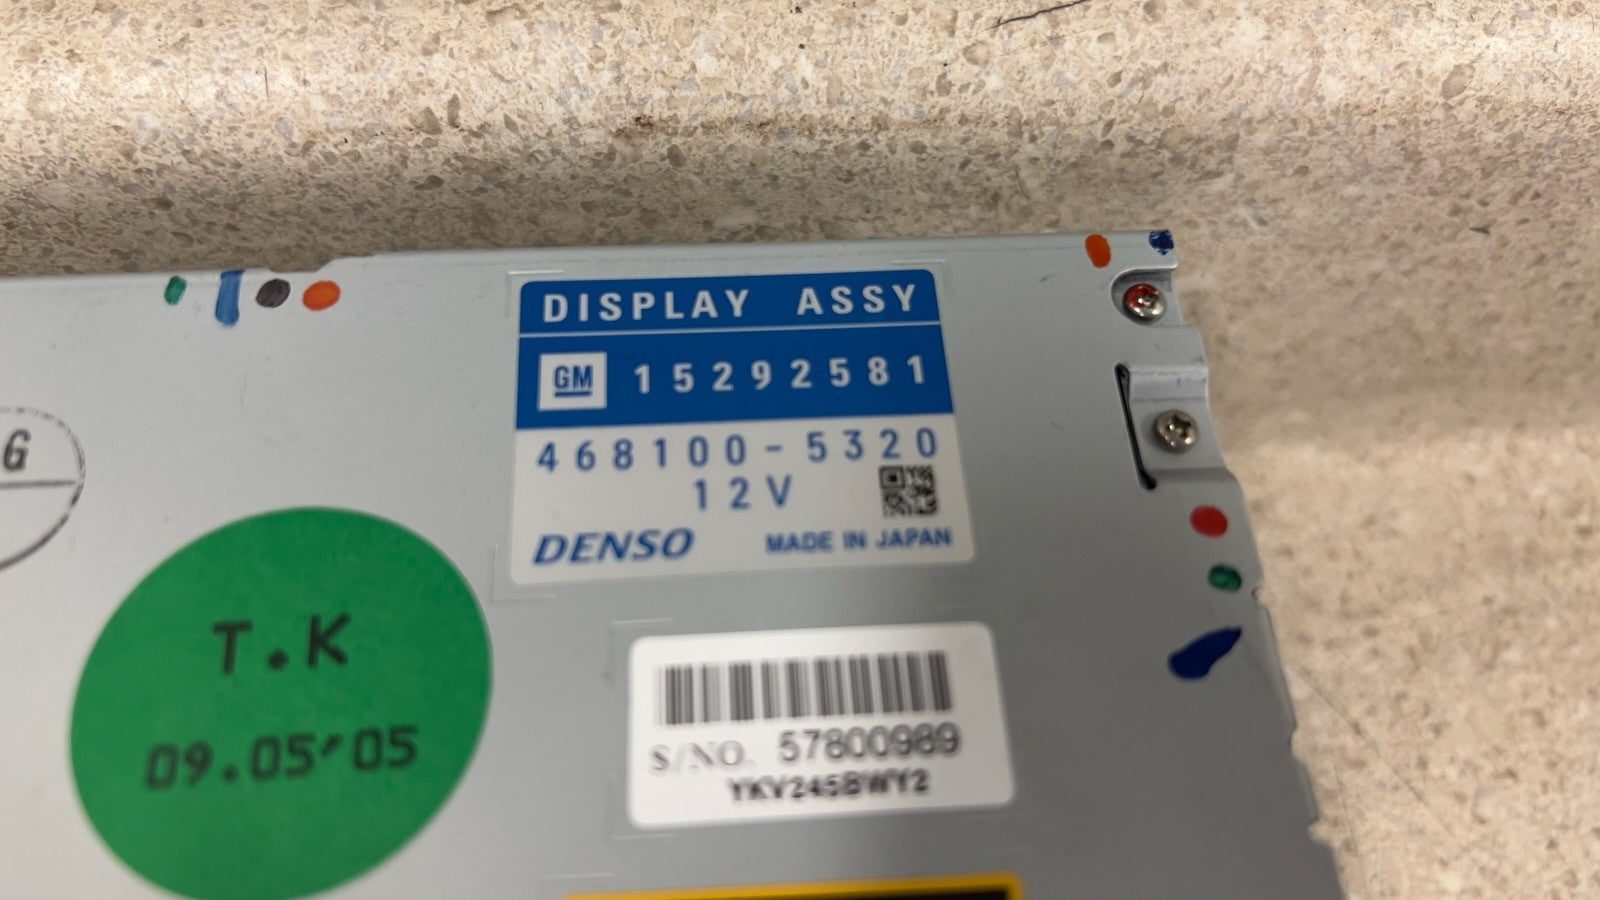 DISPLAY ASSY
GM 15292581
468100-5320
12V
DENSO MADE IN JAPAN
G
T.K
09.05'05
S/NO. 57800989
YKV245BWY2